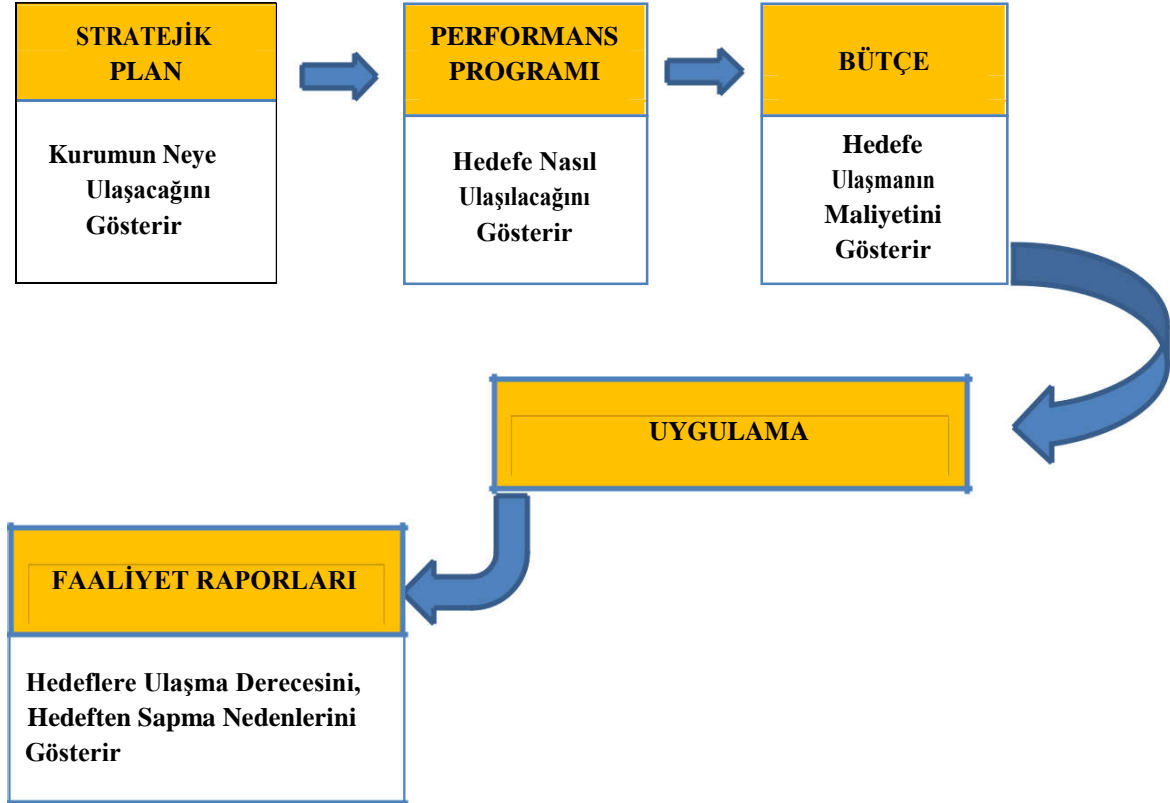 STRATEJİK
PLAN
Kurumun Neye
Ulaşacağını
Gösterir
PERFORMANS
PROGRAMI
Hedefe Nasıl
Ulaşılacağını
Gösterir
BÜTÇE
Hedefe
Ulaşmanın
Maliyetini
Gösterir
UYGULAMA
FAALİYET RAPORLARI
Hedeflere Ulaşma Derecesini,
Hedeften Sapma Nedenlerini
Gösterir